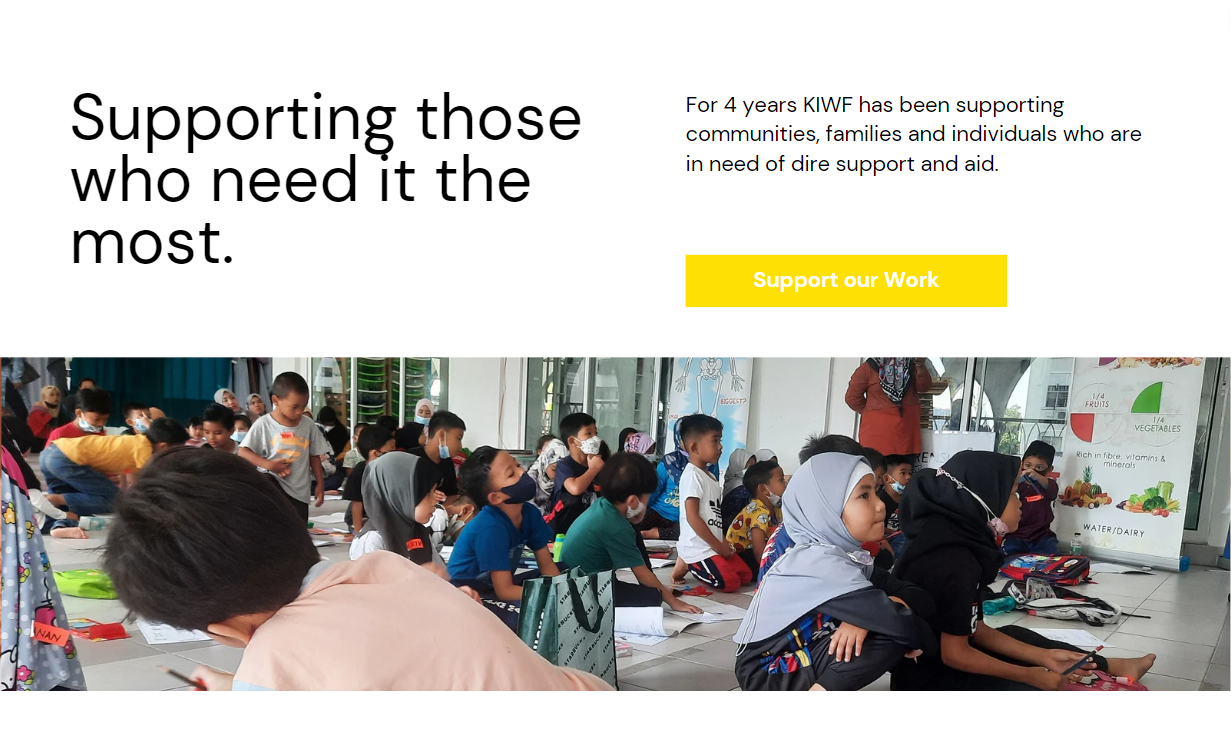 Supporting those
who need it the
most.
For 4 years KIWF has been supporting
communities, families and individuals who are
in need of dire support and aid.
Support our Work
BIGGEST?
1/4
FRUITS
1/4
VEGETABLES
Rich in fibre, vitamins &
minerals
WATER/DAIRY